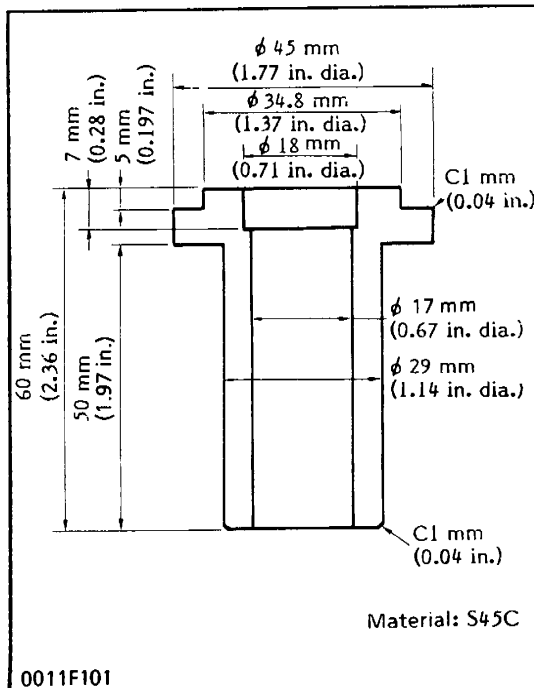 ϕ 45 mm
(1.77 in. dia.)
ϕ 34.8 mm
(1.37 in. dia.)
ϕ 18 mm
(0.71 in. dia.)
7 mm
(0.28 in.)
5 mm
(0.197 in.)
C1 mm
(0.04 in.)
ϕ 17 mm
(0.67 in. dia.)
ϕ 29 mm
(1.14 in. dia.)
60 mm
(2.36 in.)
50 mm
(1.97 in.)
C1 mm
(0.04 in.)
Material: S45C
0011F101